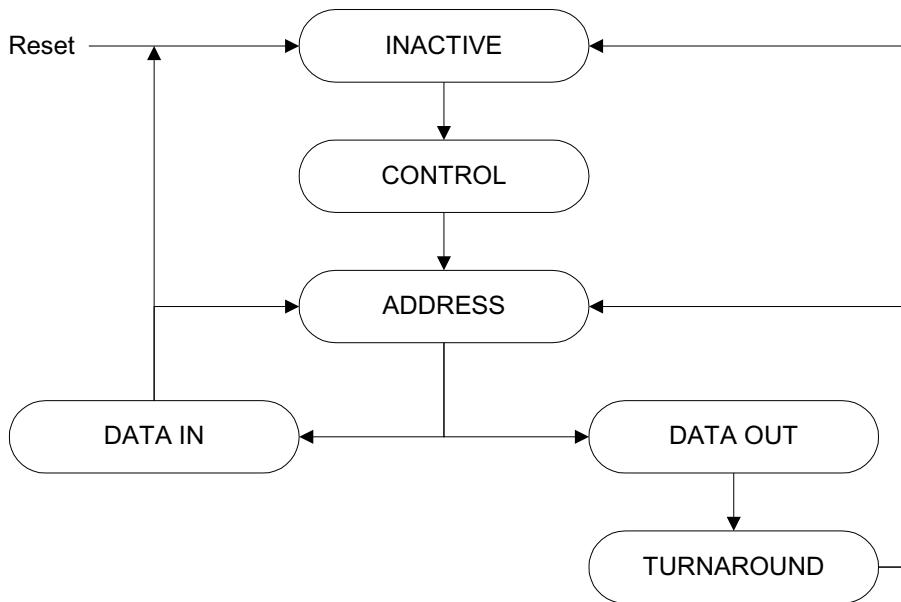 Reset
INACTIVE
CONTROL
ADDRESS
DATA IN
DATA OUT
TURNAROUND